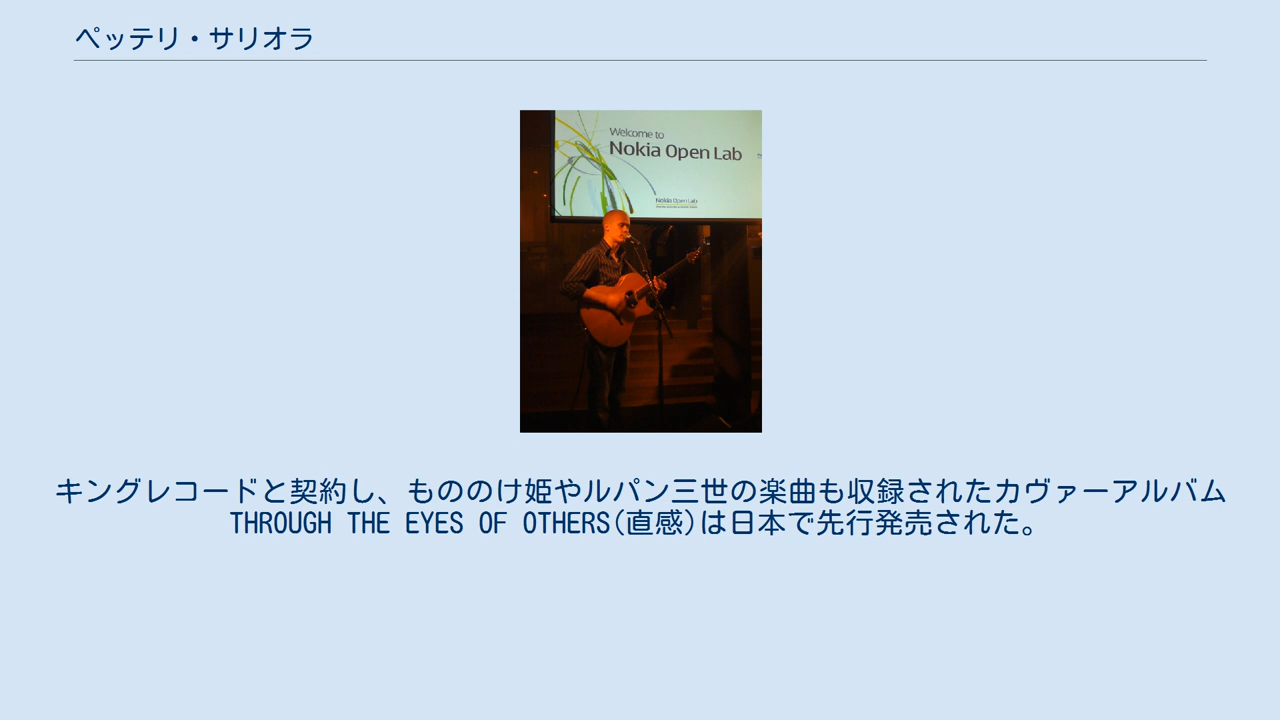 ペッテリ・サリオラ
Welcome to
Nokia Open Lab
Nokia Open Lab
キングレコードと契約し、もののけ姫やルパン三世の楽曲も収録されたカヴァーアルバム
THROUGH THE EYES OF OTHERS(直感)は日本で先行発売された。